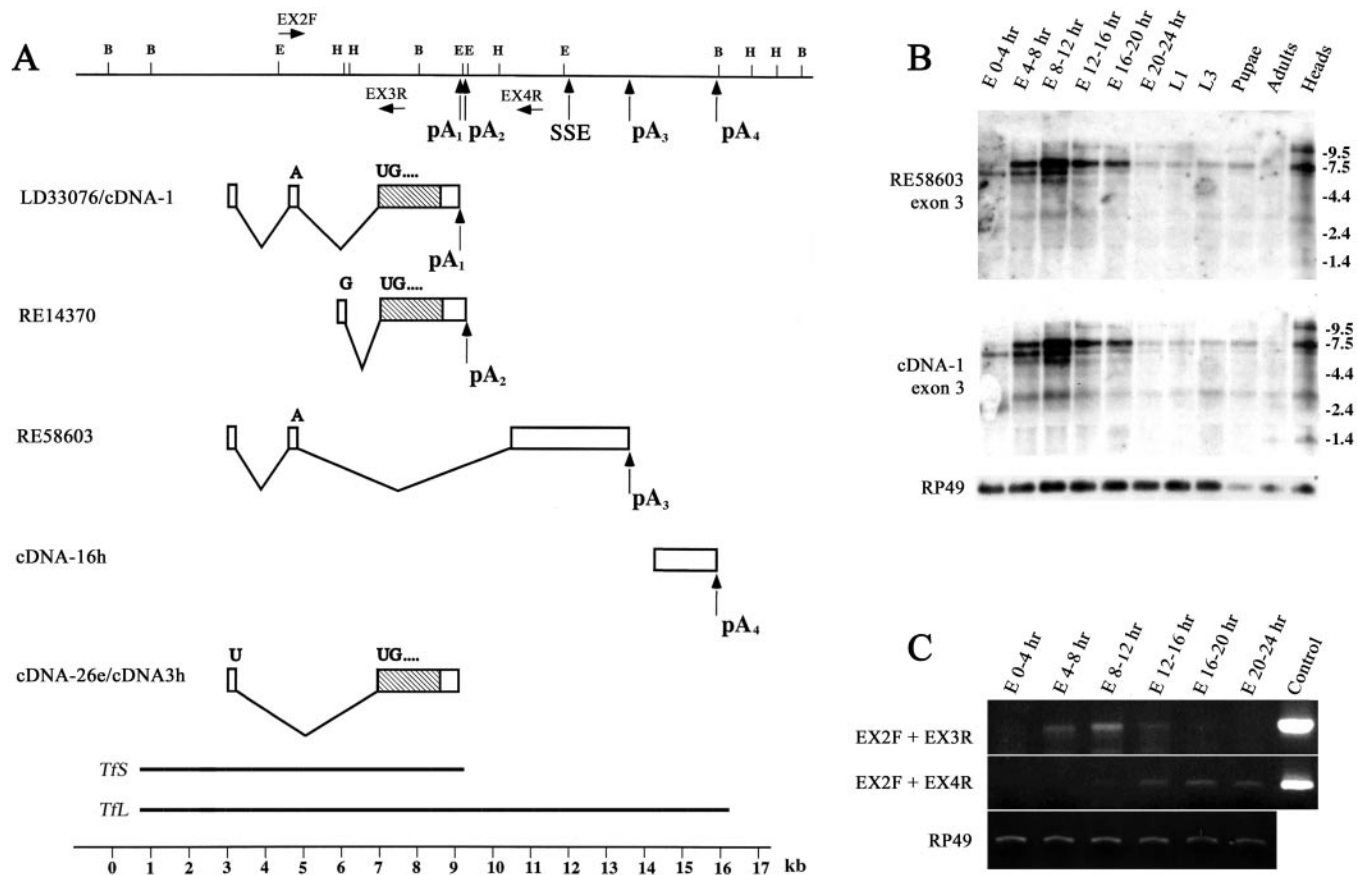 A
EX2F
B B E H H B E E H E B H H B
EX3R EX4R
pA1 pA2 SSE pA3 pA4
LD33076/cDNA-1
A UG....
pA1
RE14370
G UG....
pA2
RE58603
A
pA3
cDNA-16h
pA4
cDNA-26e/cDNA3h
U UG....
TfS
TfL
0 1 2 3 4 5 6 7 8 9 10 11 12 13 14 15 16 17 kb
B
E 0-4 hr
E 4-8 hr
E 8-12 hr
E 12-16 hr
E 16-20 hr
E 20-24 hr
L1
L3
Pupae
Adults
Heads
RE58603
exon 3
-9.5
-7.5
-4.4
-2.4
-1.4
cDNA-1
exon 3
-9.5
-7.5
-4.4
-2.4
-1.4
RP49
C
E 0-4 hr
E 4-8 hr
E 8-12 hr
E 12-16 hr
E 16-20 hr
E 20-24 hr
Control
EX2F + EX3R
EX2F + EX4R
RP49